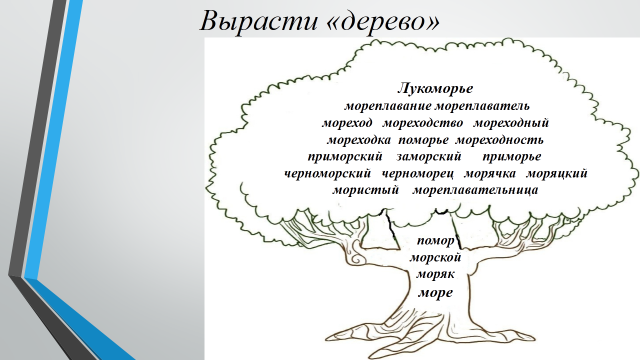 Вырасти «дерево»
Лукоморье
мореплавание мореплаватель
мореход мореходство мореходный
мореходка поморье мореходность
приморский заморский приморье
черноморский черноморец морячка моряцкий
мористый мореплавательница
помор
морской
моряк
море